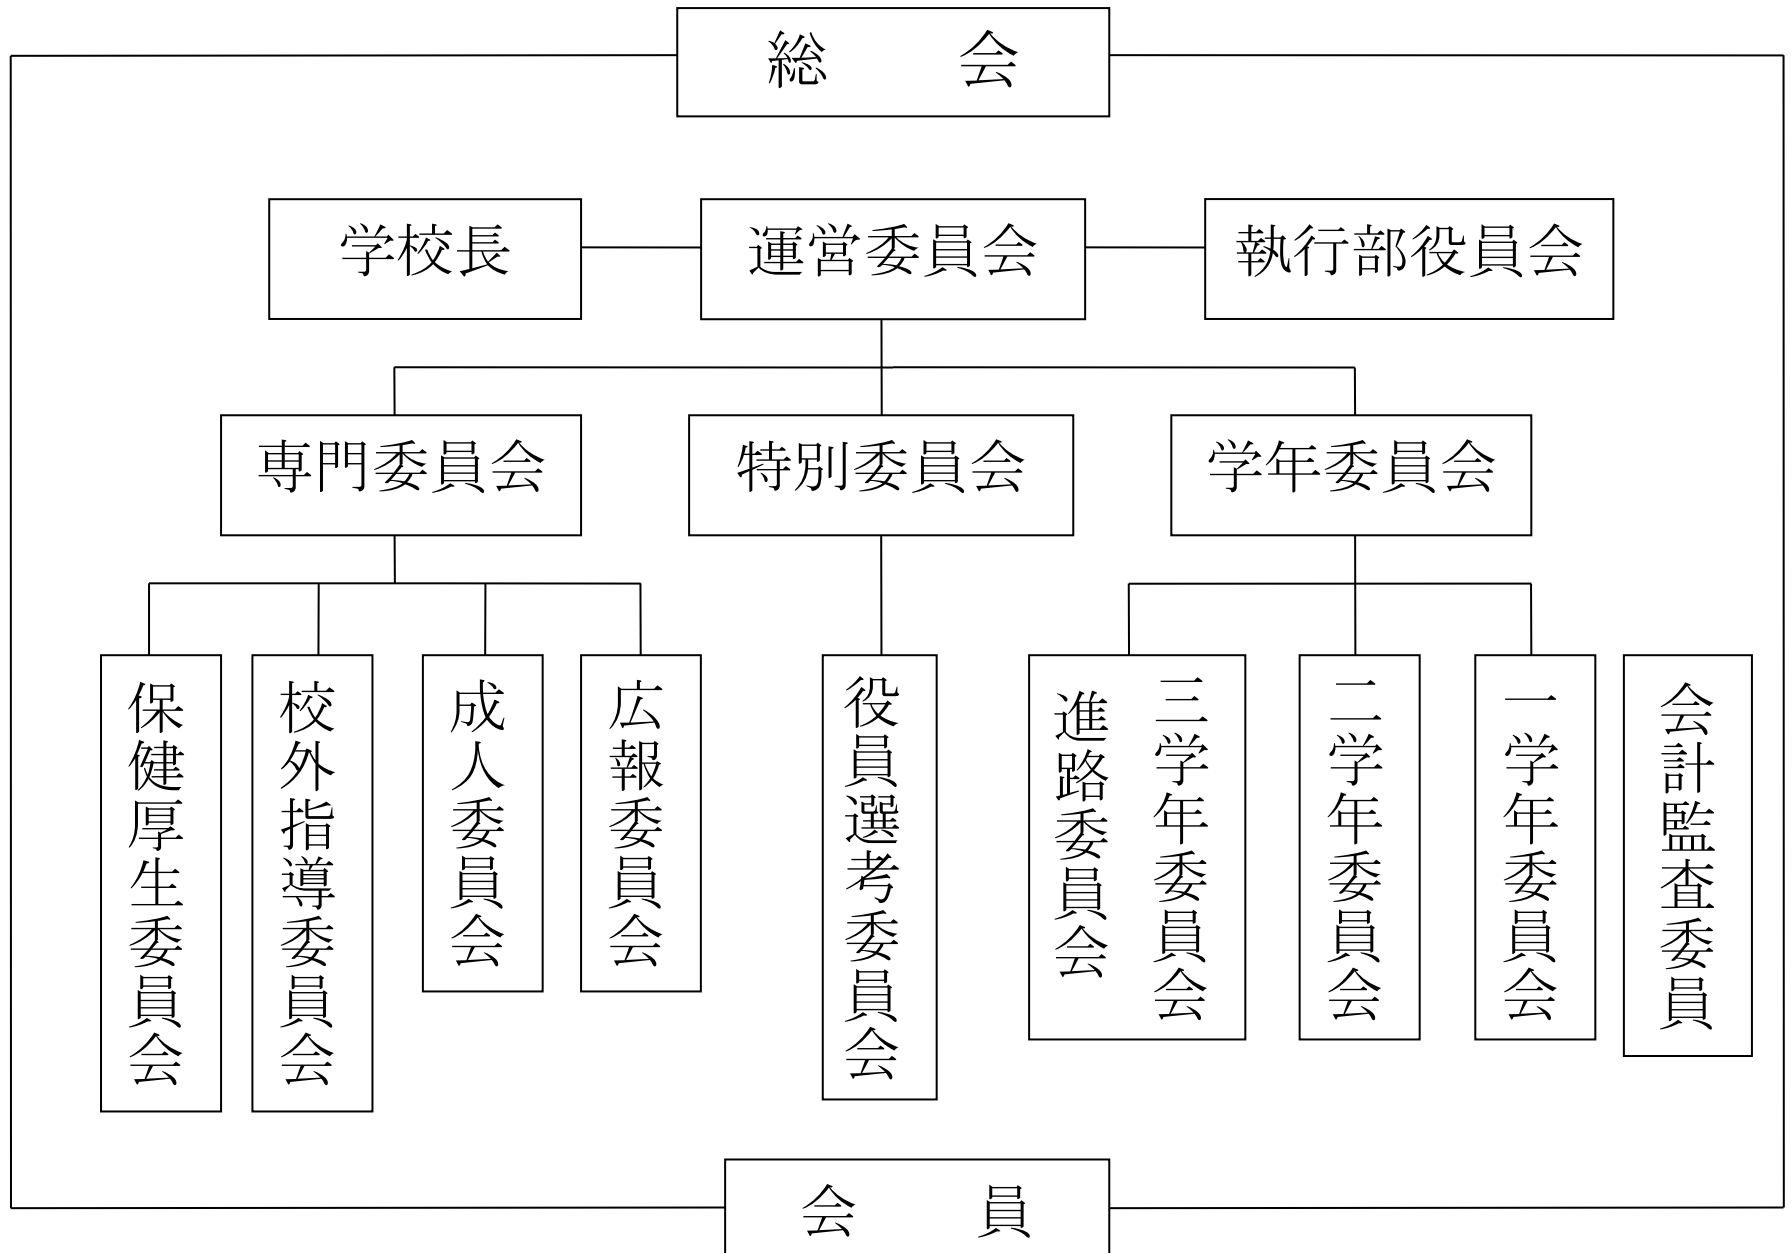 総　会
学校長
運営委員会
執行部役員会
専門委員会
特別委員会
学年委員会
保健厚生委員会
校外指導委員会
成人委員会
広報委員会
役員選考委員会
三学年委員会
進路委員会
二学年委員会
一学年委員会
会計監査委員
会　員